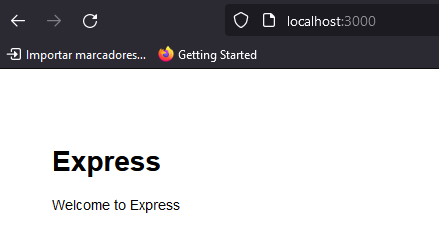 localhost:3000
Importar marcadores... Getting Started
Express
Welcome to Express